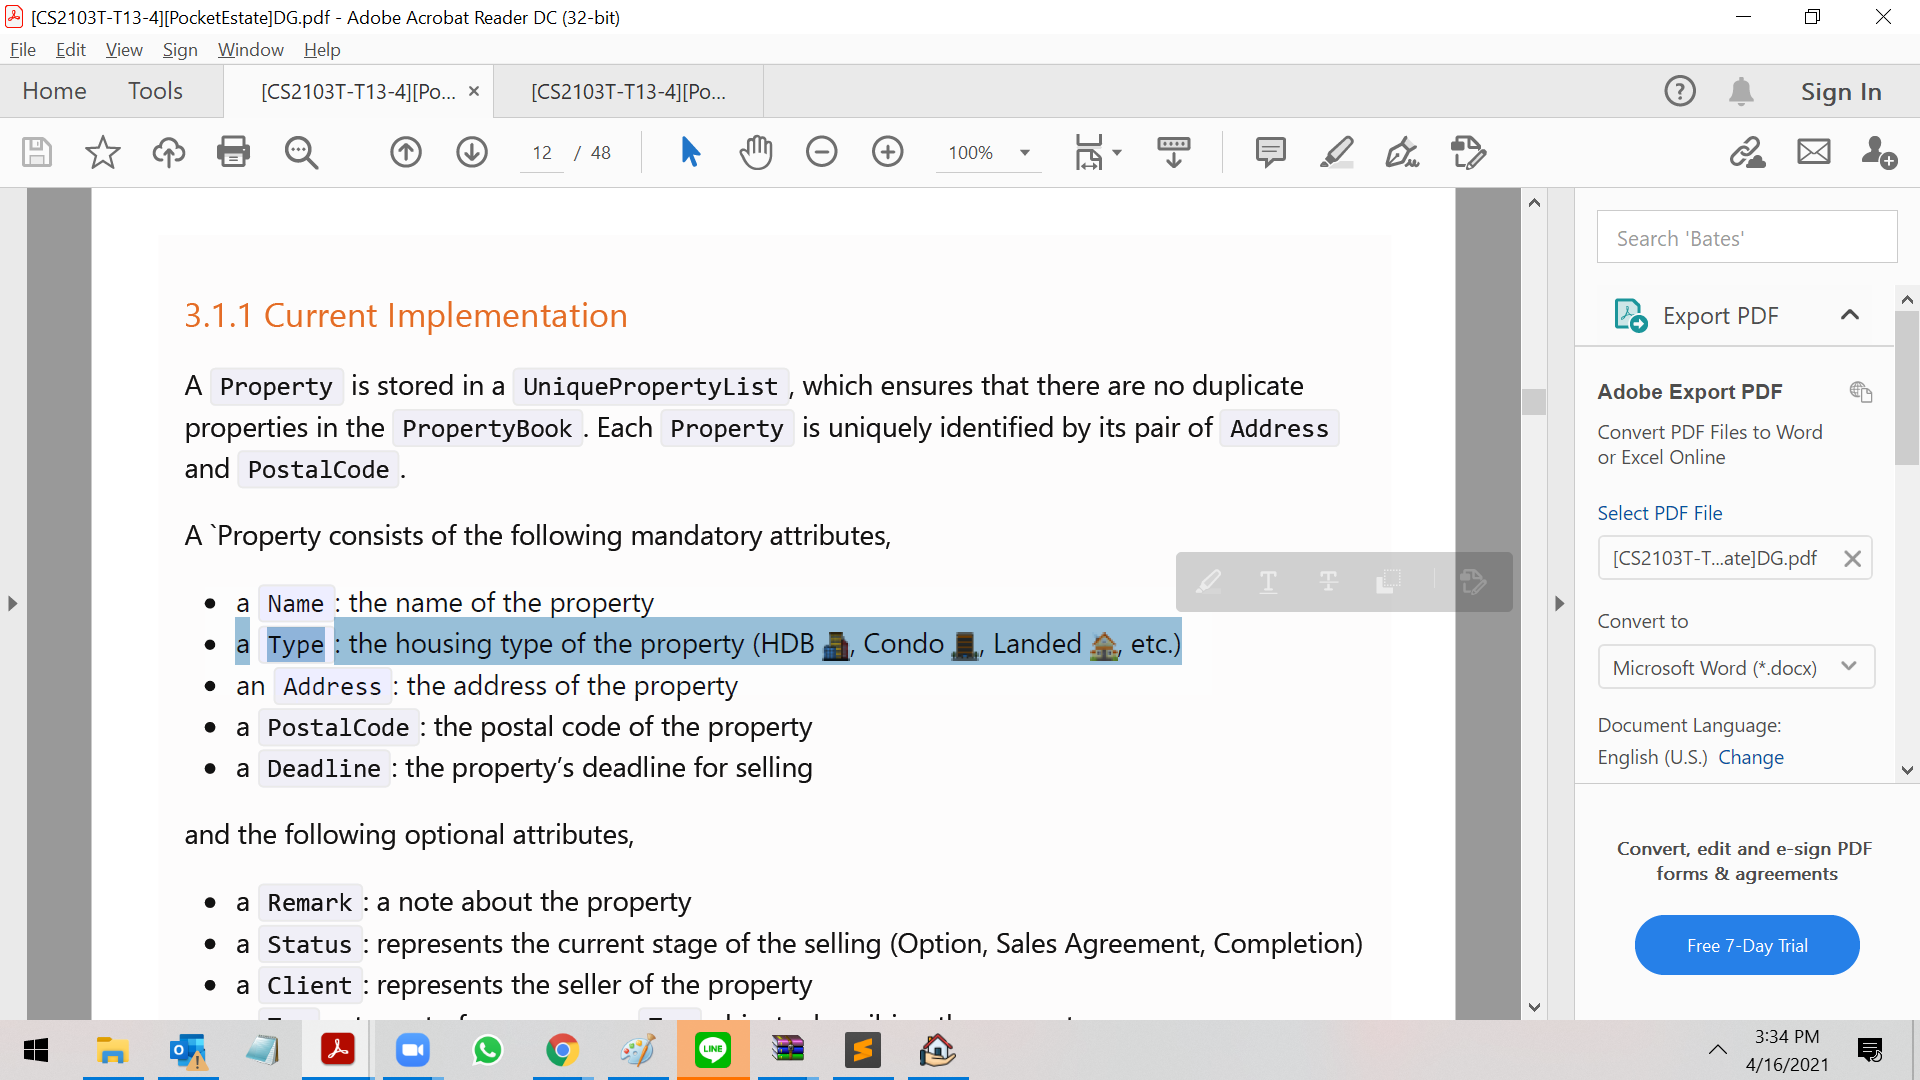 [CS2103T-T13-4][PocketEstate]DG.pdf - Adobe Acrobat Reader DC (32-bit)
File Edit View Sign Window Help
Home Tools [CS2103T-T13-4][Po... × [CS2103T-T13-4][Po... Sign In
12 / 48 100%
3.1.1 Current Implementation
A Property is stored in a UniquePropertyList, which ensures that there are no duplicate
properties in the PropertyBook. Each Property is uniquely identified by its pair of Address
and PostalCode.
A `Property consists of the following mandatory attributes,
• a Name: the name of the property
• a Type: the housing type of the property (HDB 🏢, Condo 🏢, Landed 🏠, etc.)
• an Address: the address of the property
• a PostalCode: the postal code of the property
• a Deadline: the property’s deadline for selling
and the following optional attributes,
• a Remark: a note about the property
• a Status: represents the current stage of the selling (Option, Sales Agreement, Completion)
• a Client: represents the seller of the property
Search 'Bates'
Export PDF
Adobe Export PDF
Convert PDF Files to Word
or Excel Online
Select PDF File
[CS2103T-T...ate]DG.pdf
Convert to
Microsoft Word (*.docx)
Document Language:
English (U.S.) Change
Convert, edit and e-sign PDF
forms & agreements
Free 7-Day Trial
LINE
3:34 PM
4/16/2021